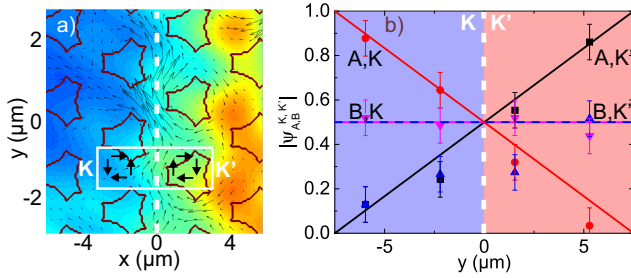 a)
K
K'
2
0
-2
y (μm)
-4
0
4
x (μm)
b)
K
K'
1.0
0.8
0.6
0.4
0.2
0.0
|ψ_A,B^K,K'|
A,K
A,K'
B,K
B,K'
-5
0
5
y (μm)